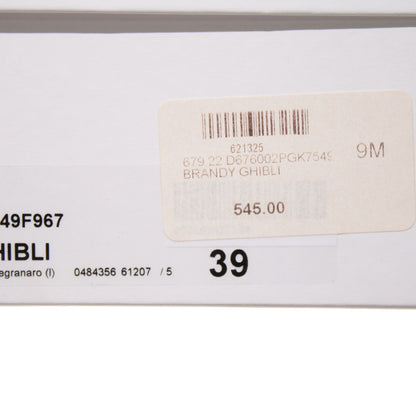 621325
679.22 D676002PGK7549
BRANDY GHIBLI
9M
545.00
49F967
HIBLI
egranaro (I) 0484356 61207 / 5
39